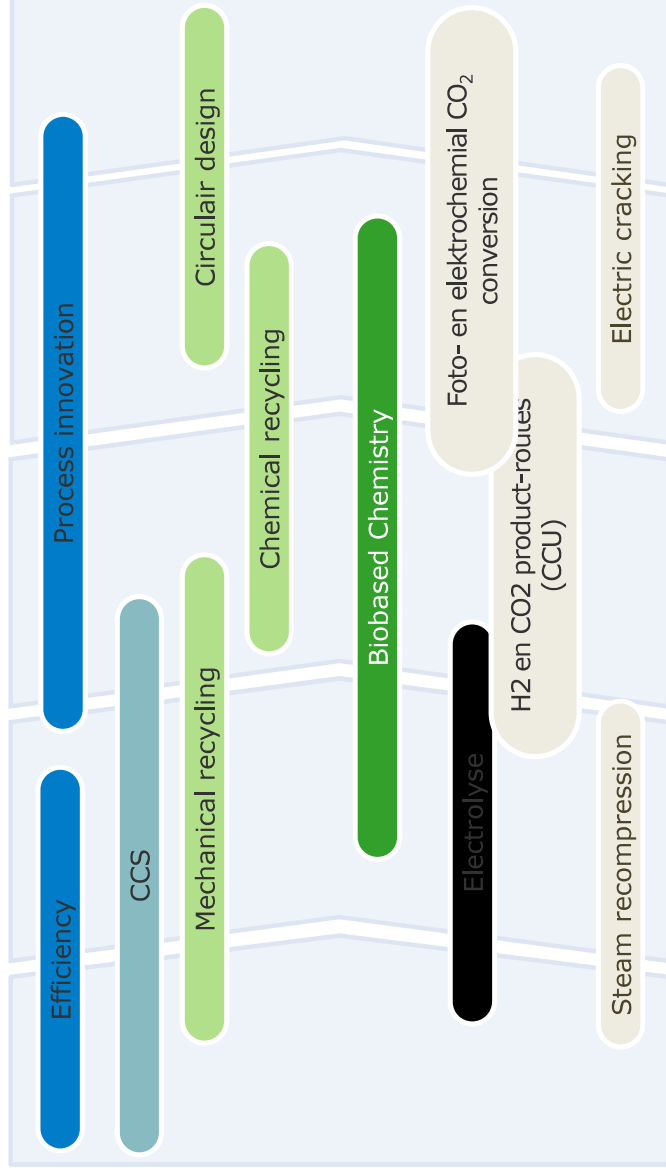 Efficiency
Process innovation
CCS
Mechanical recycling
Circulair design
Chemical recycling
Biobased Chemistry
Electrolyse
Foto- en elektrochemial CO₂
conversion
H2 en CO2 product-routes
(CCU)
Steam recompression
Electric cracking